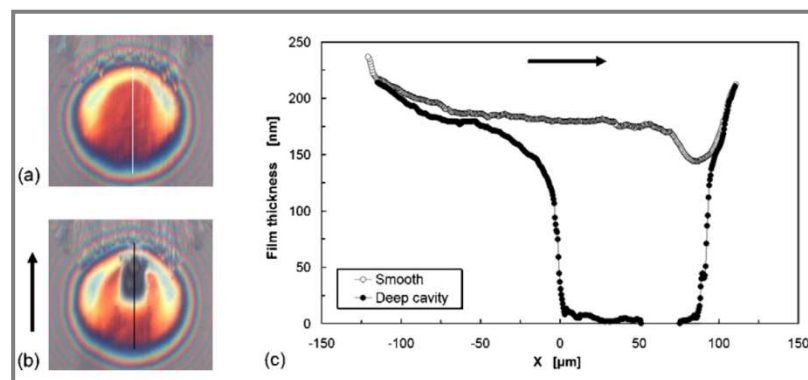 (a)
(b)
(c)
Film thickness [nm]
250
200
150
100
50
0
Smooth
Deep cavity
-150 -100 -50 0 50 100 150
X [µm]